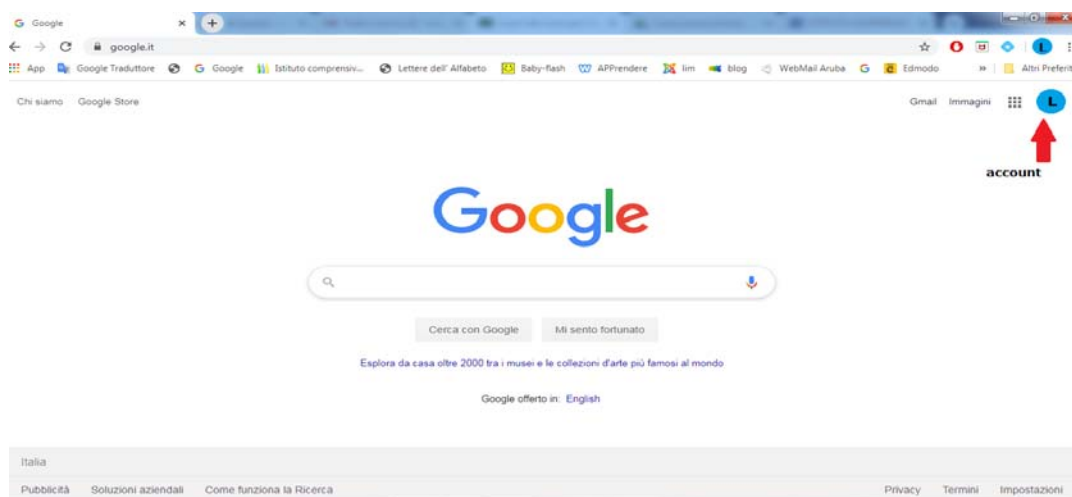 Google
google.it
App Google Traduttore Google Istituto comprensiv... Lettere dell' Alfabeto Baby-flash APPrendere lim blog WebMail Aruba Edmodo » Altri Preferit
Chi siamo Google Store Gmail Immagini L
account
Google
Cerca con Google Mi sento fortunato
Esplora da casa oltre 2000 tra i musei e le collezioni d'arte più famosi al mondo
Google offerto in: English
Italia
Pubblicità Soluzioni aziendali Come funziona la Ricerca Privacy Termini Impostazioni